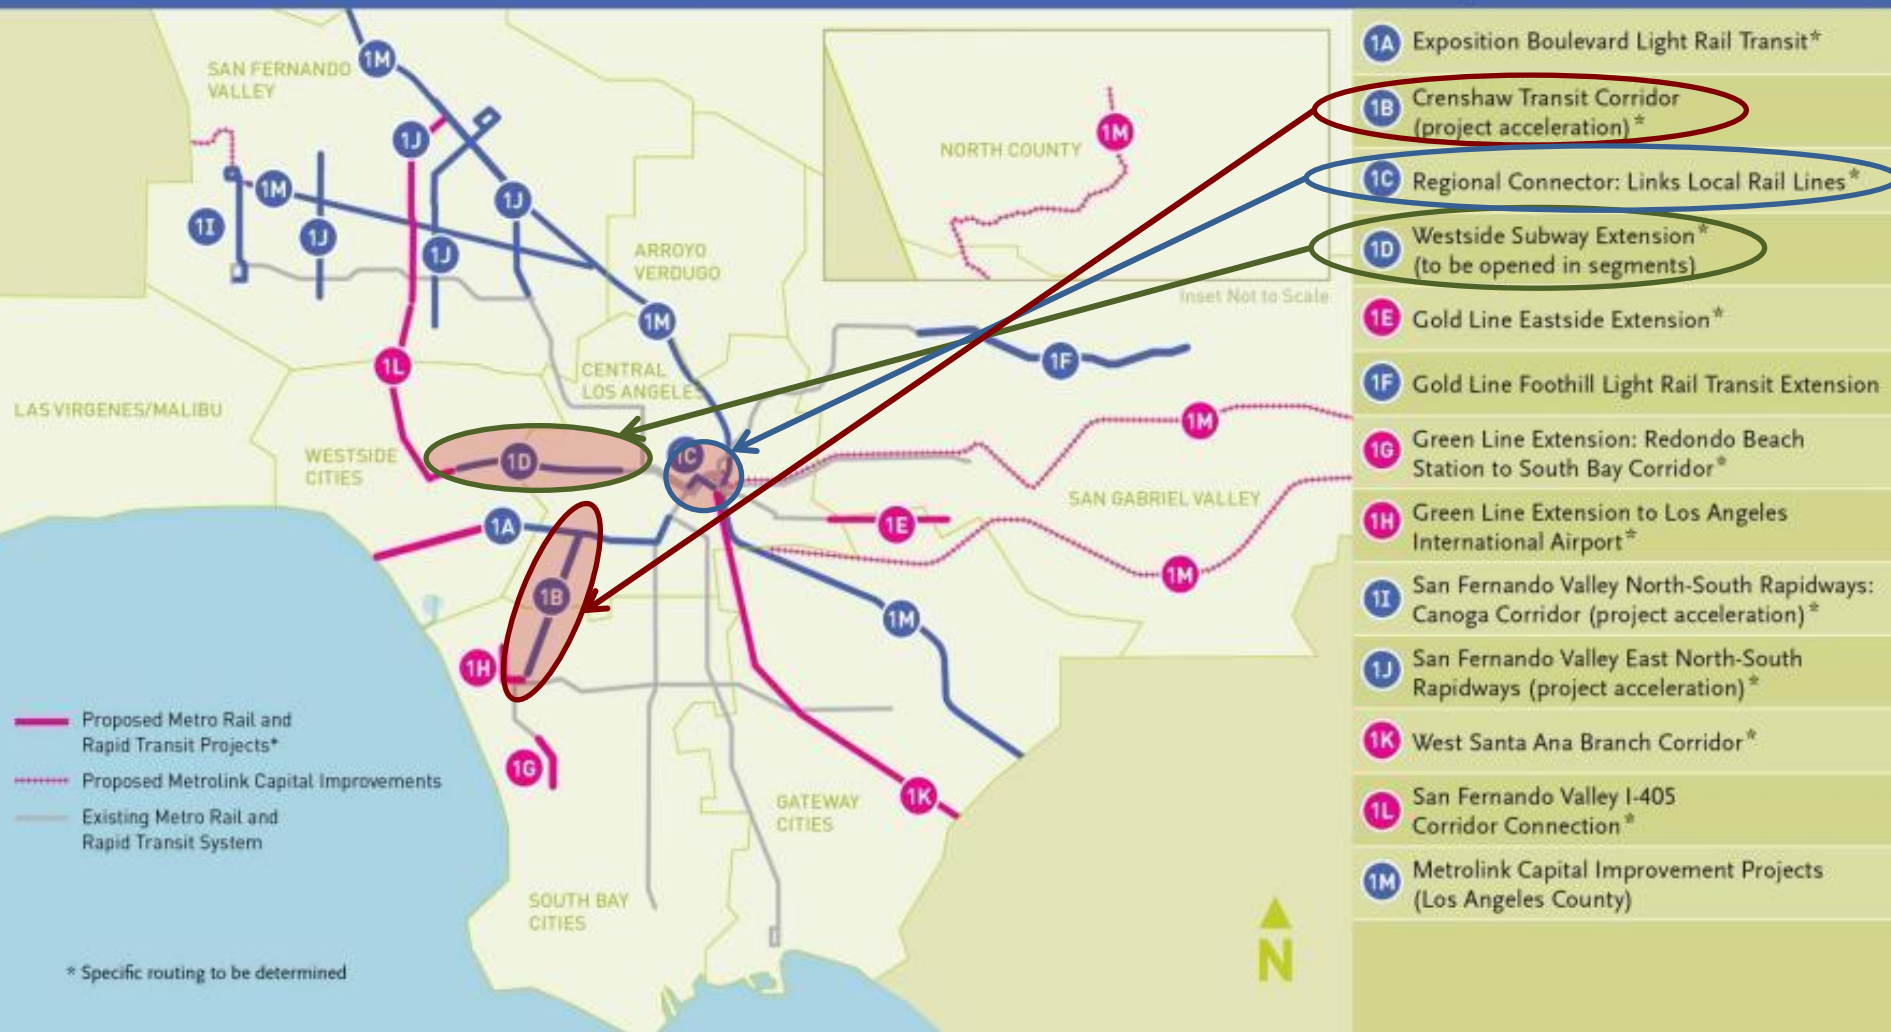 1M
SAN FERNANDO
VALLEY
1J
1M
1J
1I
1J
1J
ARROYO
VERDUGO
1M
NORTH COUNTY
1M
Inset Not to Scale
1L
CENTRAL
LOS ANGELES
1F
LAS VIRGENES/MALIBU
1M
WESTSIDE
CITIES
1D
1C
SAN GABRIEL VALLEY
1A
1E
1M
1B
1M
1H
1G
1K
GATEWAY
CITIES
SOUTH BAY
CITIES
Proposed Metro Rail and
Rapid Transit Projects*
Proposed Metrolink Capital Improvements
Existing Metro Rail and
Rapid Transit System
* Specific routing to be determined
N
1A Exposition Boulevard Light Rail Transit*
1B Crenshaw Transit Corridor
(project acceleration)*
1C Regional Connector: Links Local Rail Lines*
1D Westside Subway Extension*
(to be opened in segments)
1E Gold Line Eastside Extension*
1F Gold Line Foothill Light Rail Transit Extension
1G Green Line Extension: Redondo Beach
Station to South Bay Corridor*
1H Green Line Extension to Los Angeles
International Airport*
1I San Fernando Valley North-South Rapidways:
Canoga Corridor (project acceleration)*
1J San Fernando Valley East North-South
Rapidways (project acceleration)*
1K West Santa Ana Branch Corridor*
1L San Fernando Valley I-405
Corridor Connection*
1M Metrolink Capital Improvement Projects
(Los Angeles County)